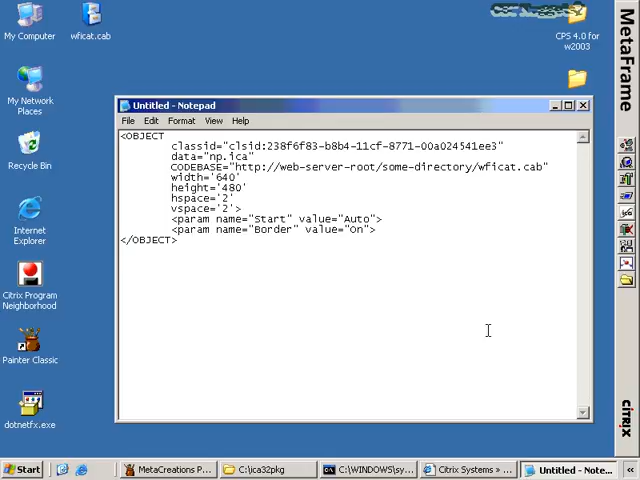 My Computer
wficat.cab
CPS 4.0 for
w2003
My Network
Places
Recycle Bin
Internet
Explorer
Citrix Program
Neighborhood
Painter Classic
dotnetfx.exe
Untitled - Notepad
File Edit Format View Help
<OBJECT
classid="clsid:238f6f83-b8b4-11cf-8771-00a024541ee3"
data="np.ica"
CODEBASE="http://web-server-root/some-directory/wficat.cab"
width='640'
height='480'
hspace='2'
vspace='2'>
<param name="Start" value="Auto">
<param name="Border" value="On">
</OBJECT>
MetaFrame
CITRIX
Start
MetaCreations P...
C:\ica32pkg
C:\WINDOWS\sy...
Citrix Systems » ...
Untitled - Note...